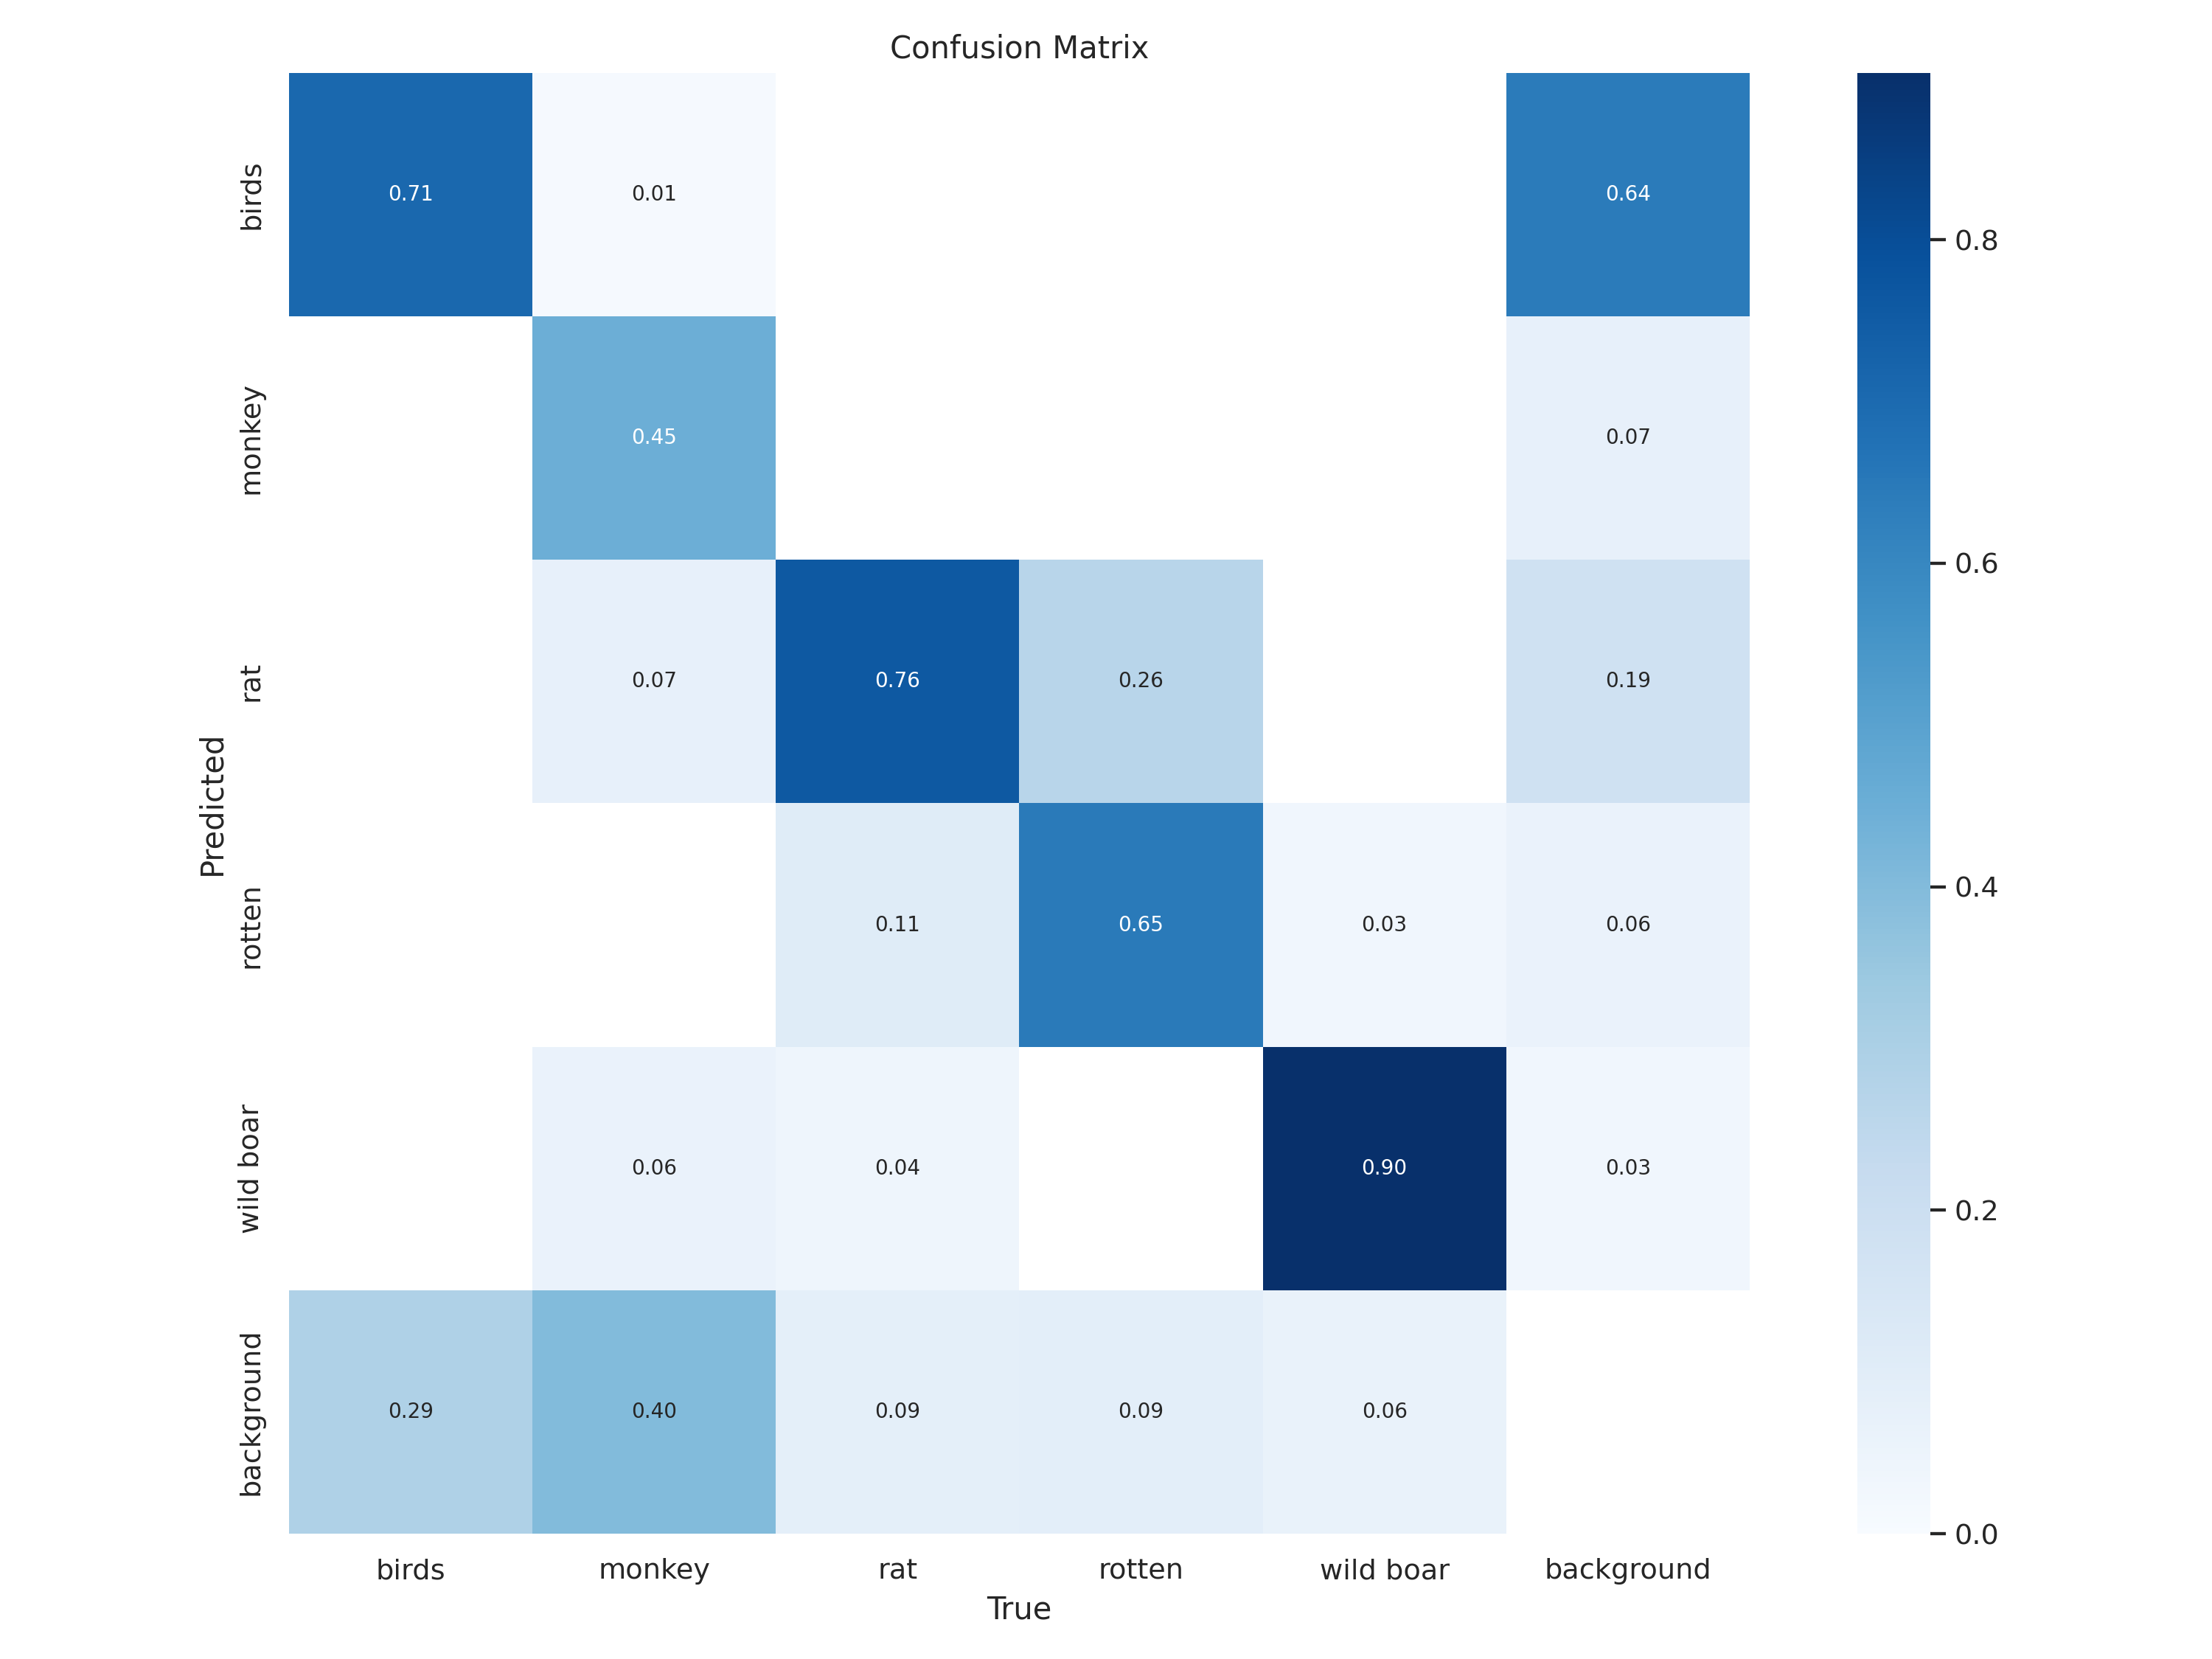 Confusion Matrix
birds 0.71 0.01 0.64
0.8
monkey 0.45 0.07
0.6
rat 0.07 0.76 0.26 0.19
Predicted
0.4
rotten 0.11 0.65 0.03 0.06
wild boar 0.06 0.04 0.90 0.03
0.2
background 0.29 0.40 0.09 0.09 0.06
0.0
birds monkey rat rotten wild boar background
True